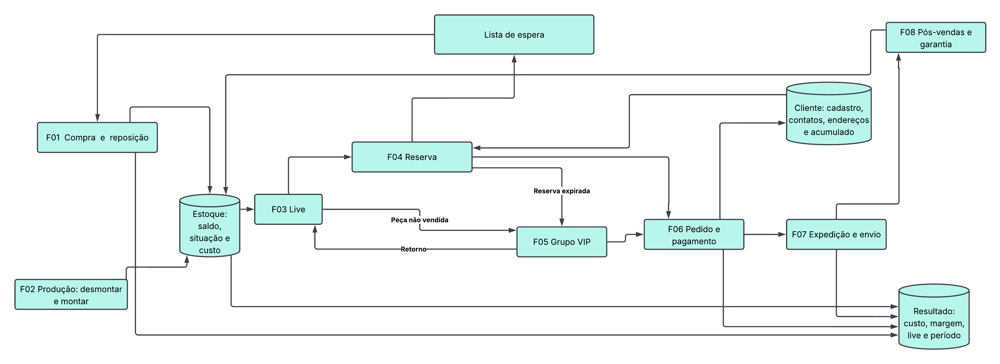 Lista de espera
F08 Pós-vendas e
garantia
Cliente: cadastro,
contatos, endereços
e acumulado
F01 Compra e reposição
F04 Reserva
Reserva expirada
Estoque:
saldo,
situação e
custo
F03 Live
Peça não vendida
Retorno
F05 Grupo VIP
F06 Pedido e
pagamento
F07 Expedição e envio
F02 Produção: desmontar
e montar
Resultado:
custo, margem,
live e período